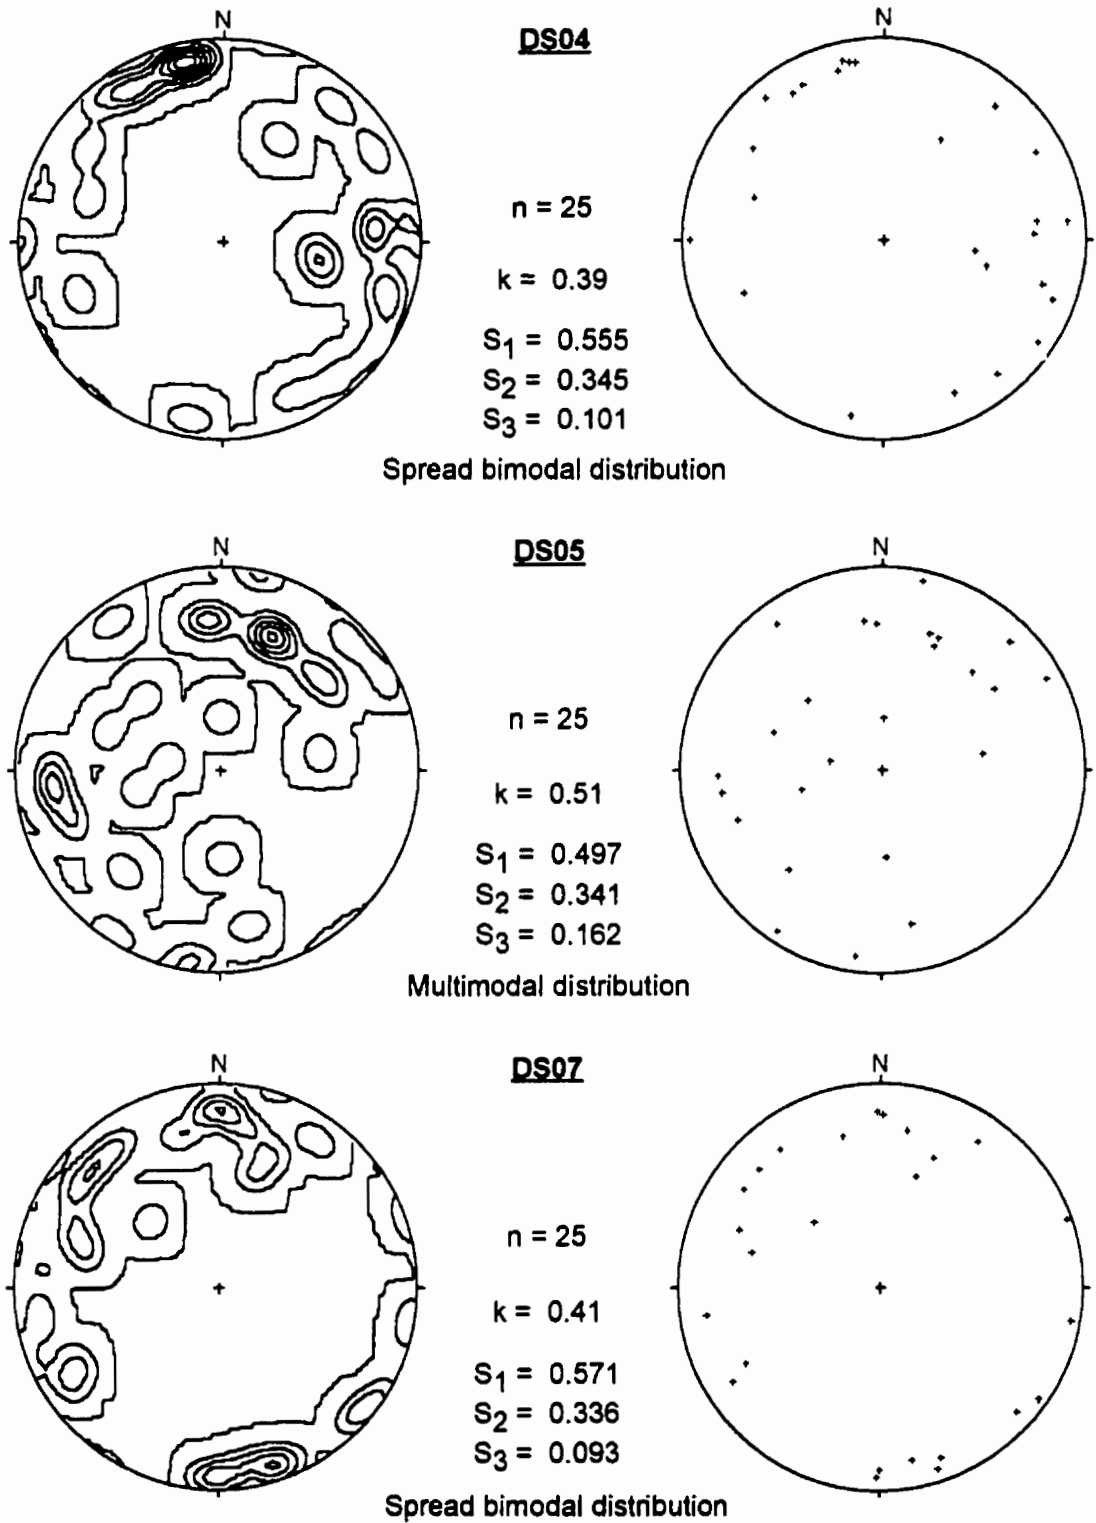 N
DS04
N
n = 25
k = 0.39
S1 = 0.555
S2 = 0.345
S3 = 0.101
Spread bimodal distribution
N
DS05
N
n = 25
k = 0.51
S1 = 0.497
S2 = 0.341
S3 = 0.162
Multimodal distribution
N
DS07
N
n = 25
k = 0.41
S1 = 0.571
S2 = 0.336
S3 = 0.093
Spread bimodal distribution